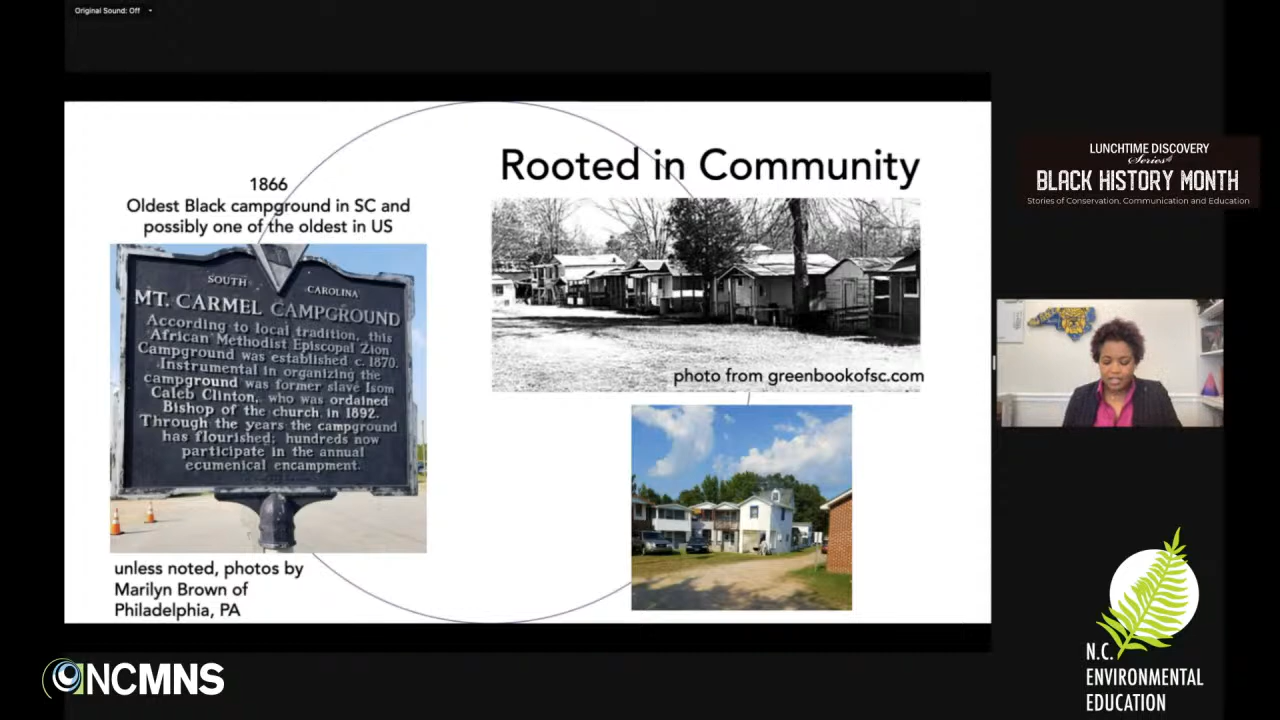 Original Sound: Off
LUNCHTIME DISCOVERY
Series
BLACK HISTORY MONTH
Stories of Conservation, Communication and Education
Rooted in Community
1866
Oldest Black campground in SC and
possibly one of the oldest in US
SOUTH CAROLINA
MT. CARMEL CAMPGROUND
According to local tradition, this
African Methodist Episcopal Zion
Campground was established c. 1870.
Instrumental in organizing the
campground was former slave Isom
Caleb Clinton, who was ordained
Bishop of the church in 1892.
Through the years the campground
has flourished; hundreds now
participate in the annual
ecumenical encampment.
photo from greenbookofsc.com
unless noted, photos by
Marilyn Brown of
Philadelphia, PA
NCMNS
N.C.
ENVIRONMENTAL
EDUCATION